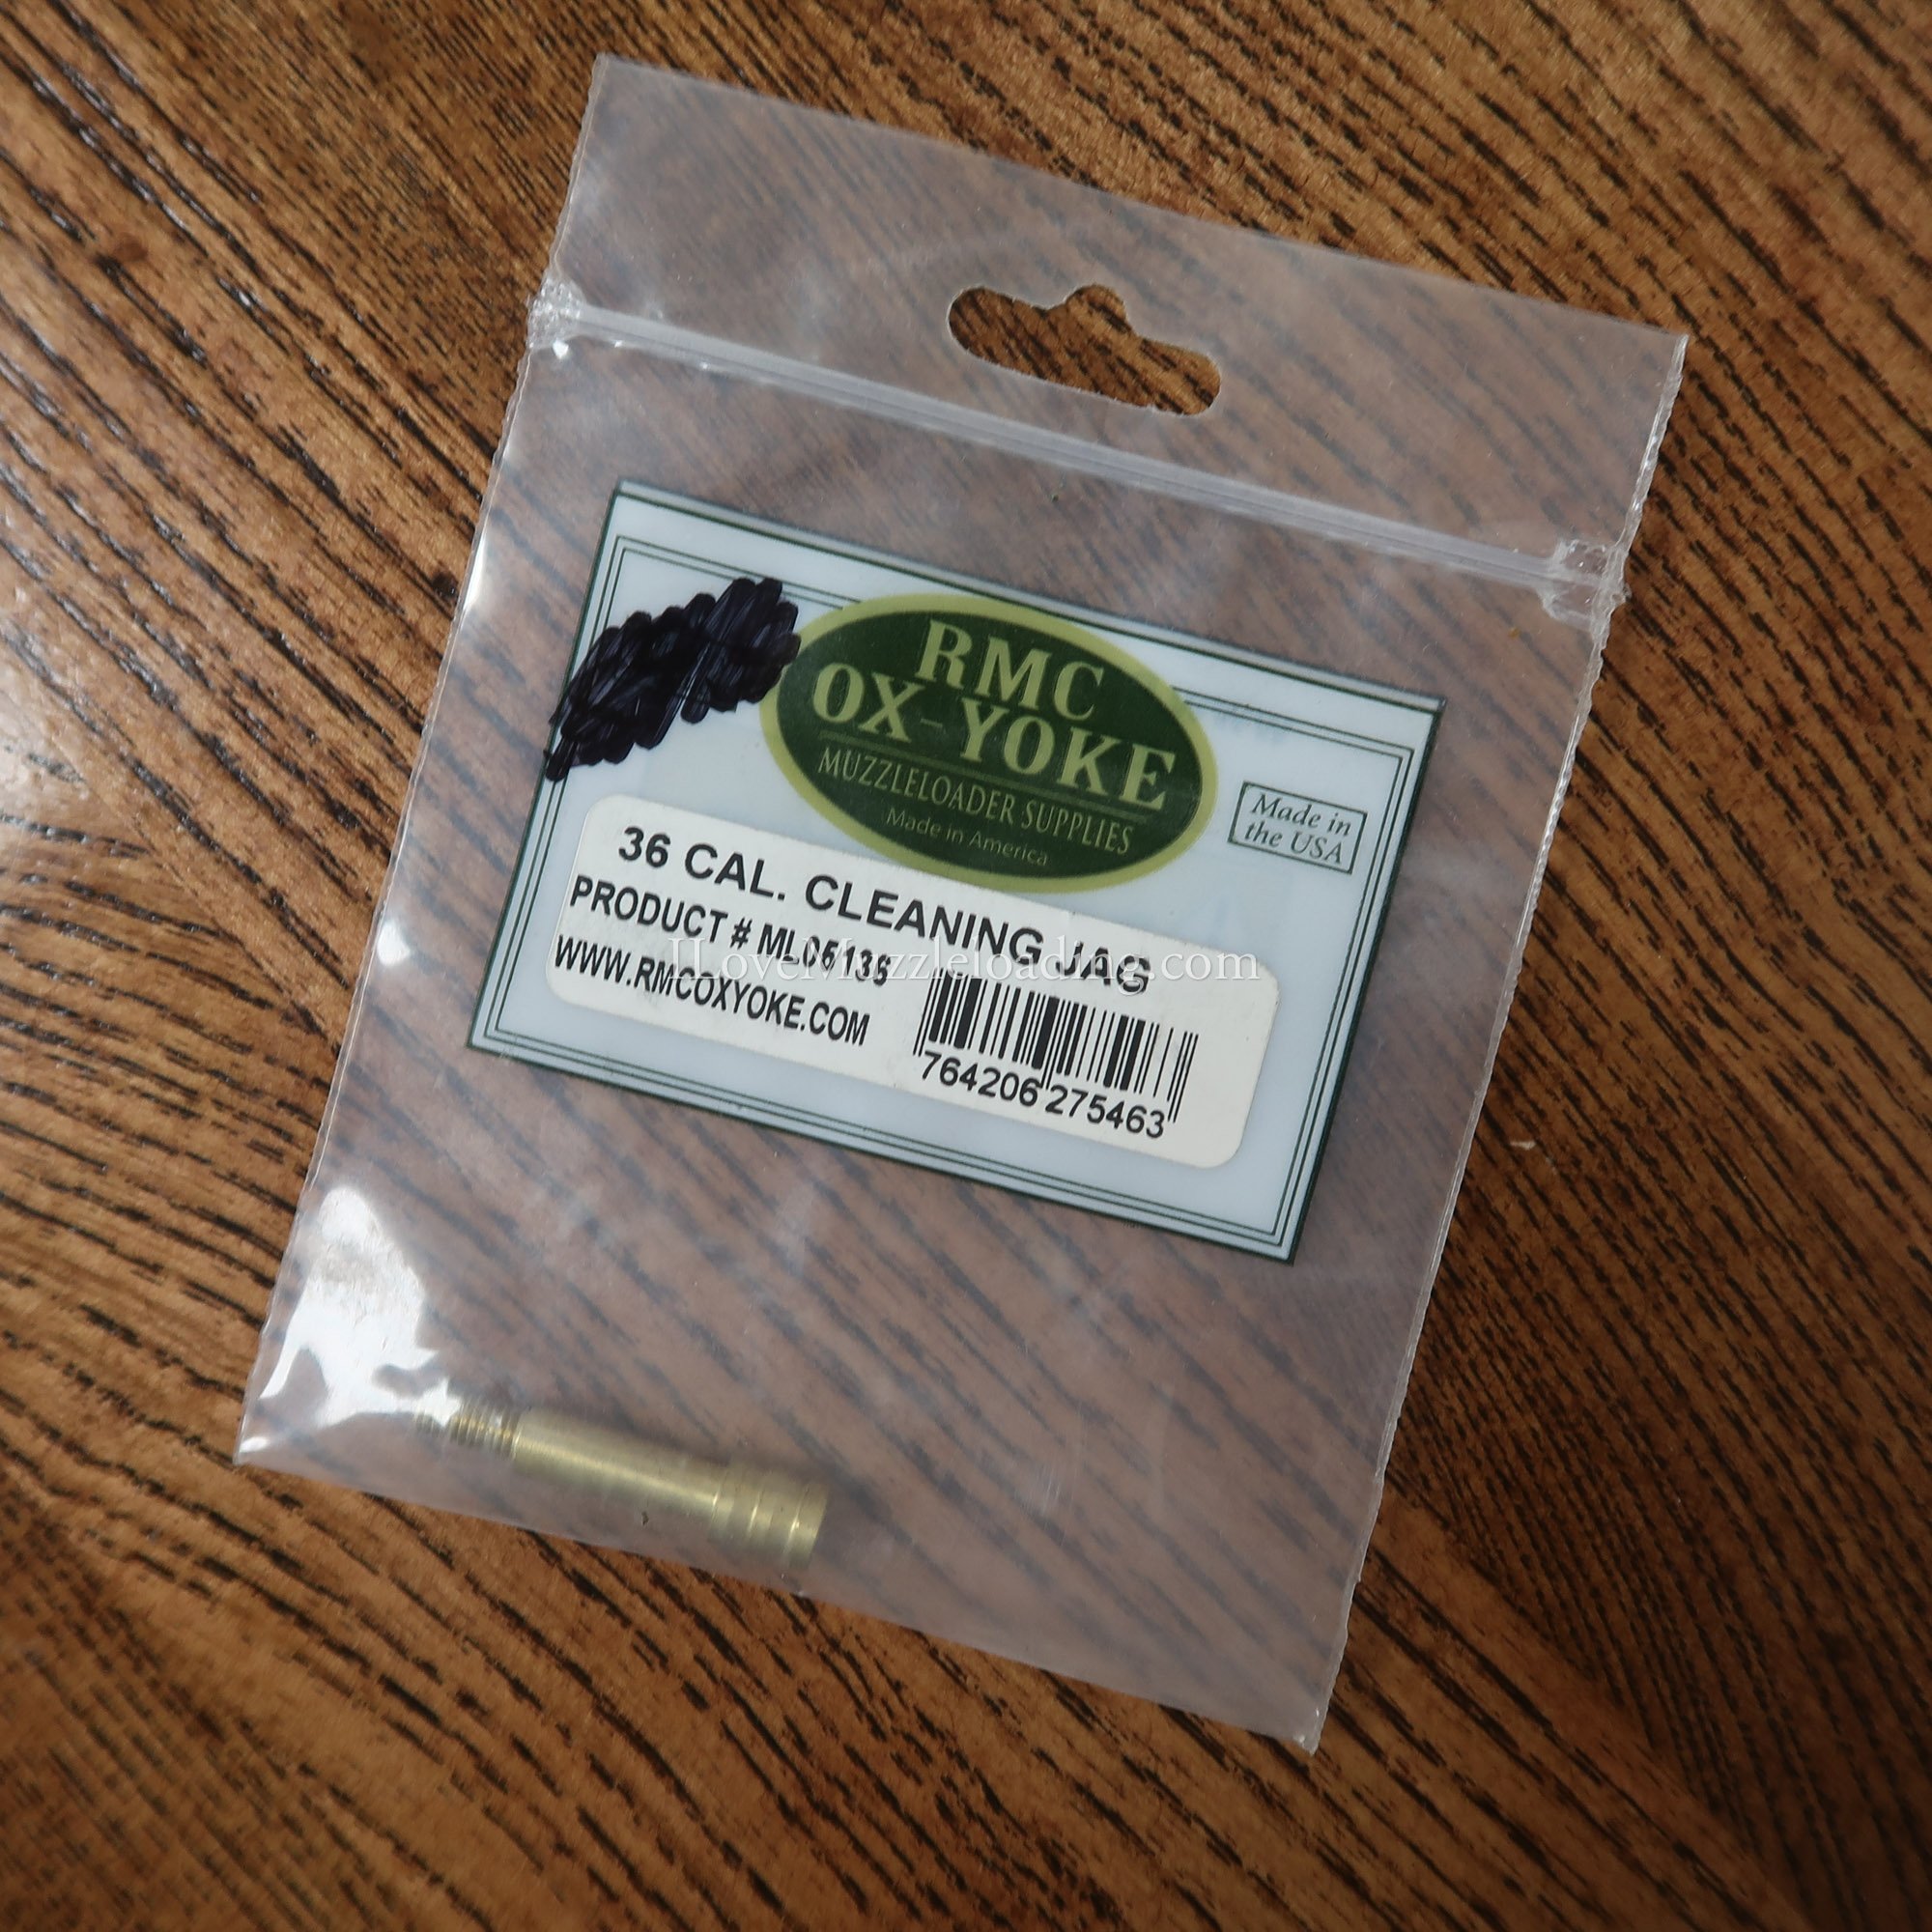 RMC
OX-YOKE
MUZZLELOADER SUPPLIES
Made in America
Made in
the USA
36 CAL. CLEANING JAG
PRODUCT # ML05136
WWW.RMCOXYOKE.COM
764206 275463
ILoveMuzzleloading.com